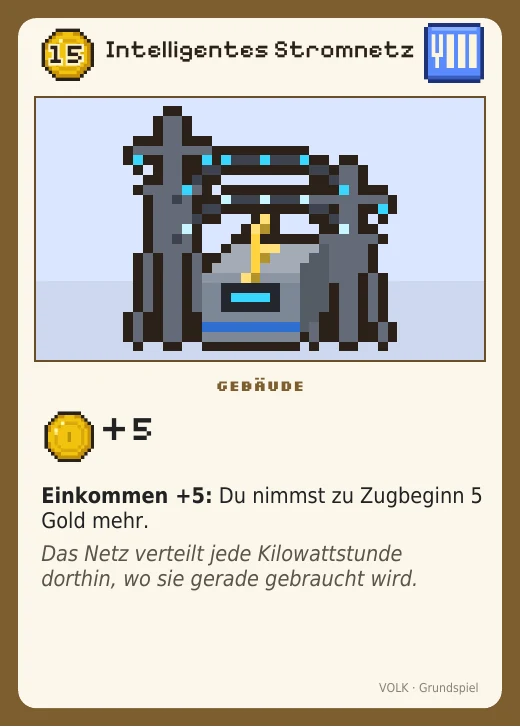 15
Intelligentes Stromnetz
VIII
GEBÄUDE
+5
Einkommen +5: Du nimmst zu Zugbeginn 5
Gold mehr.
Das Netz verteilt jede Kilowattstunde
dorthin, wo sie gerade gebraucht wird.
VOLK · Grundspiel